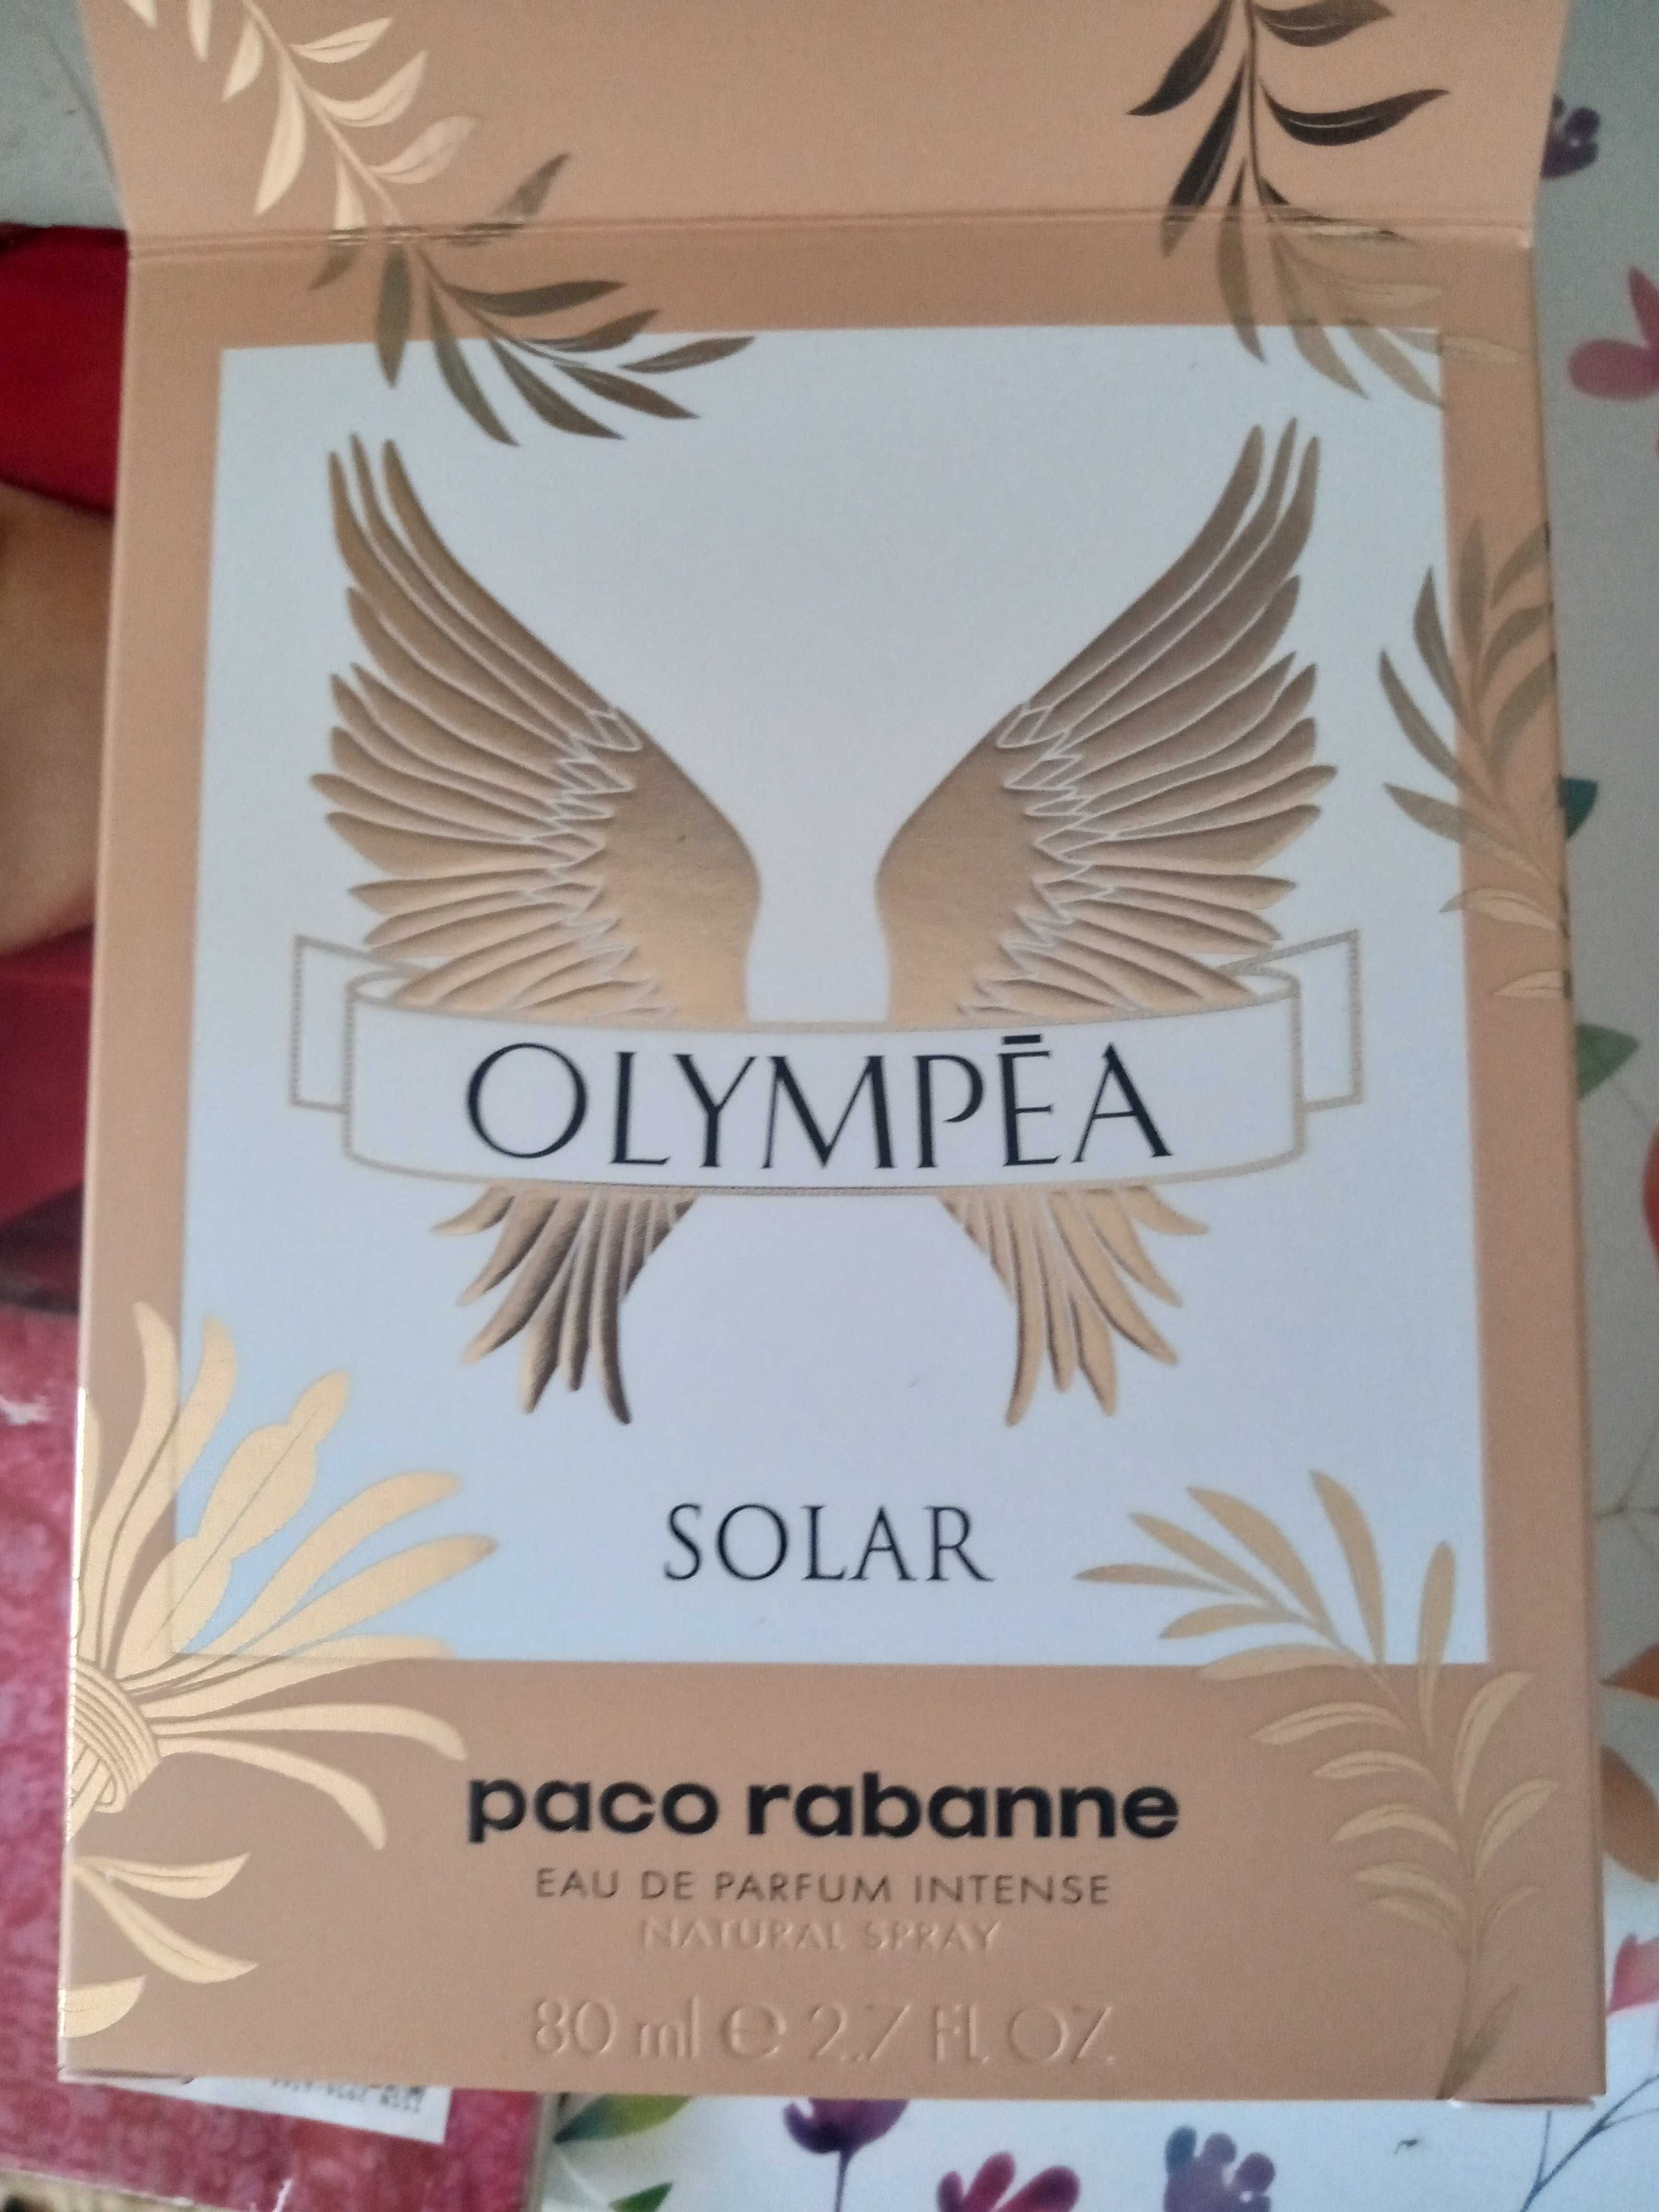 OLYMPĒA
SOLAR
paco rabanne
EAU DE PARFUM INTENSE
NATURAL SPRAY
80 ml ℮ 2.7 FL. OZ.